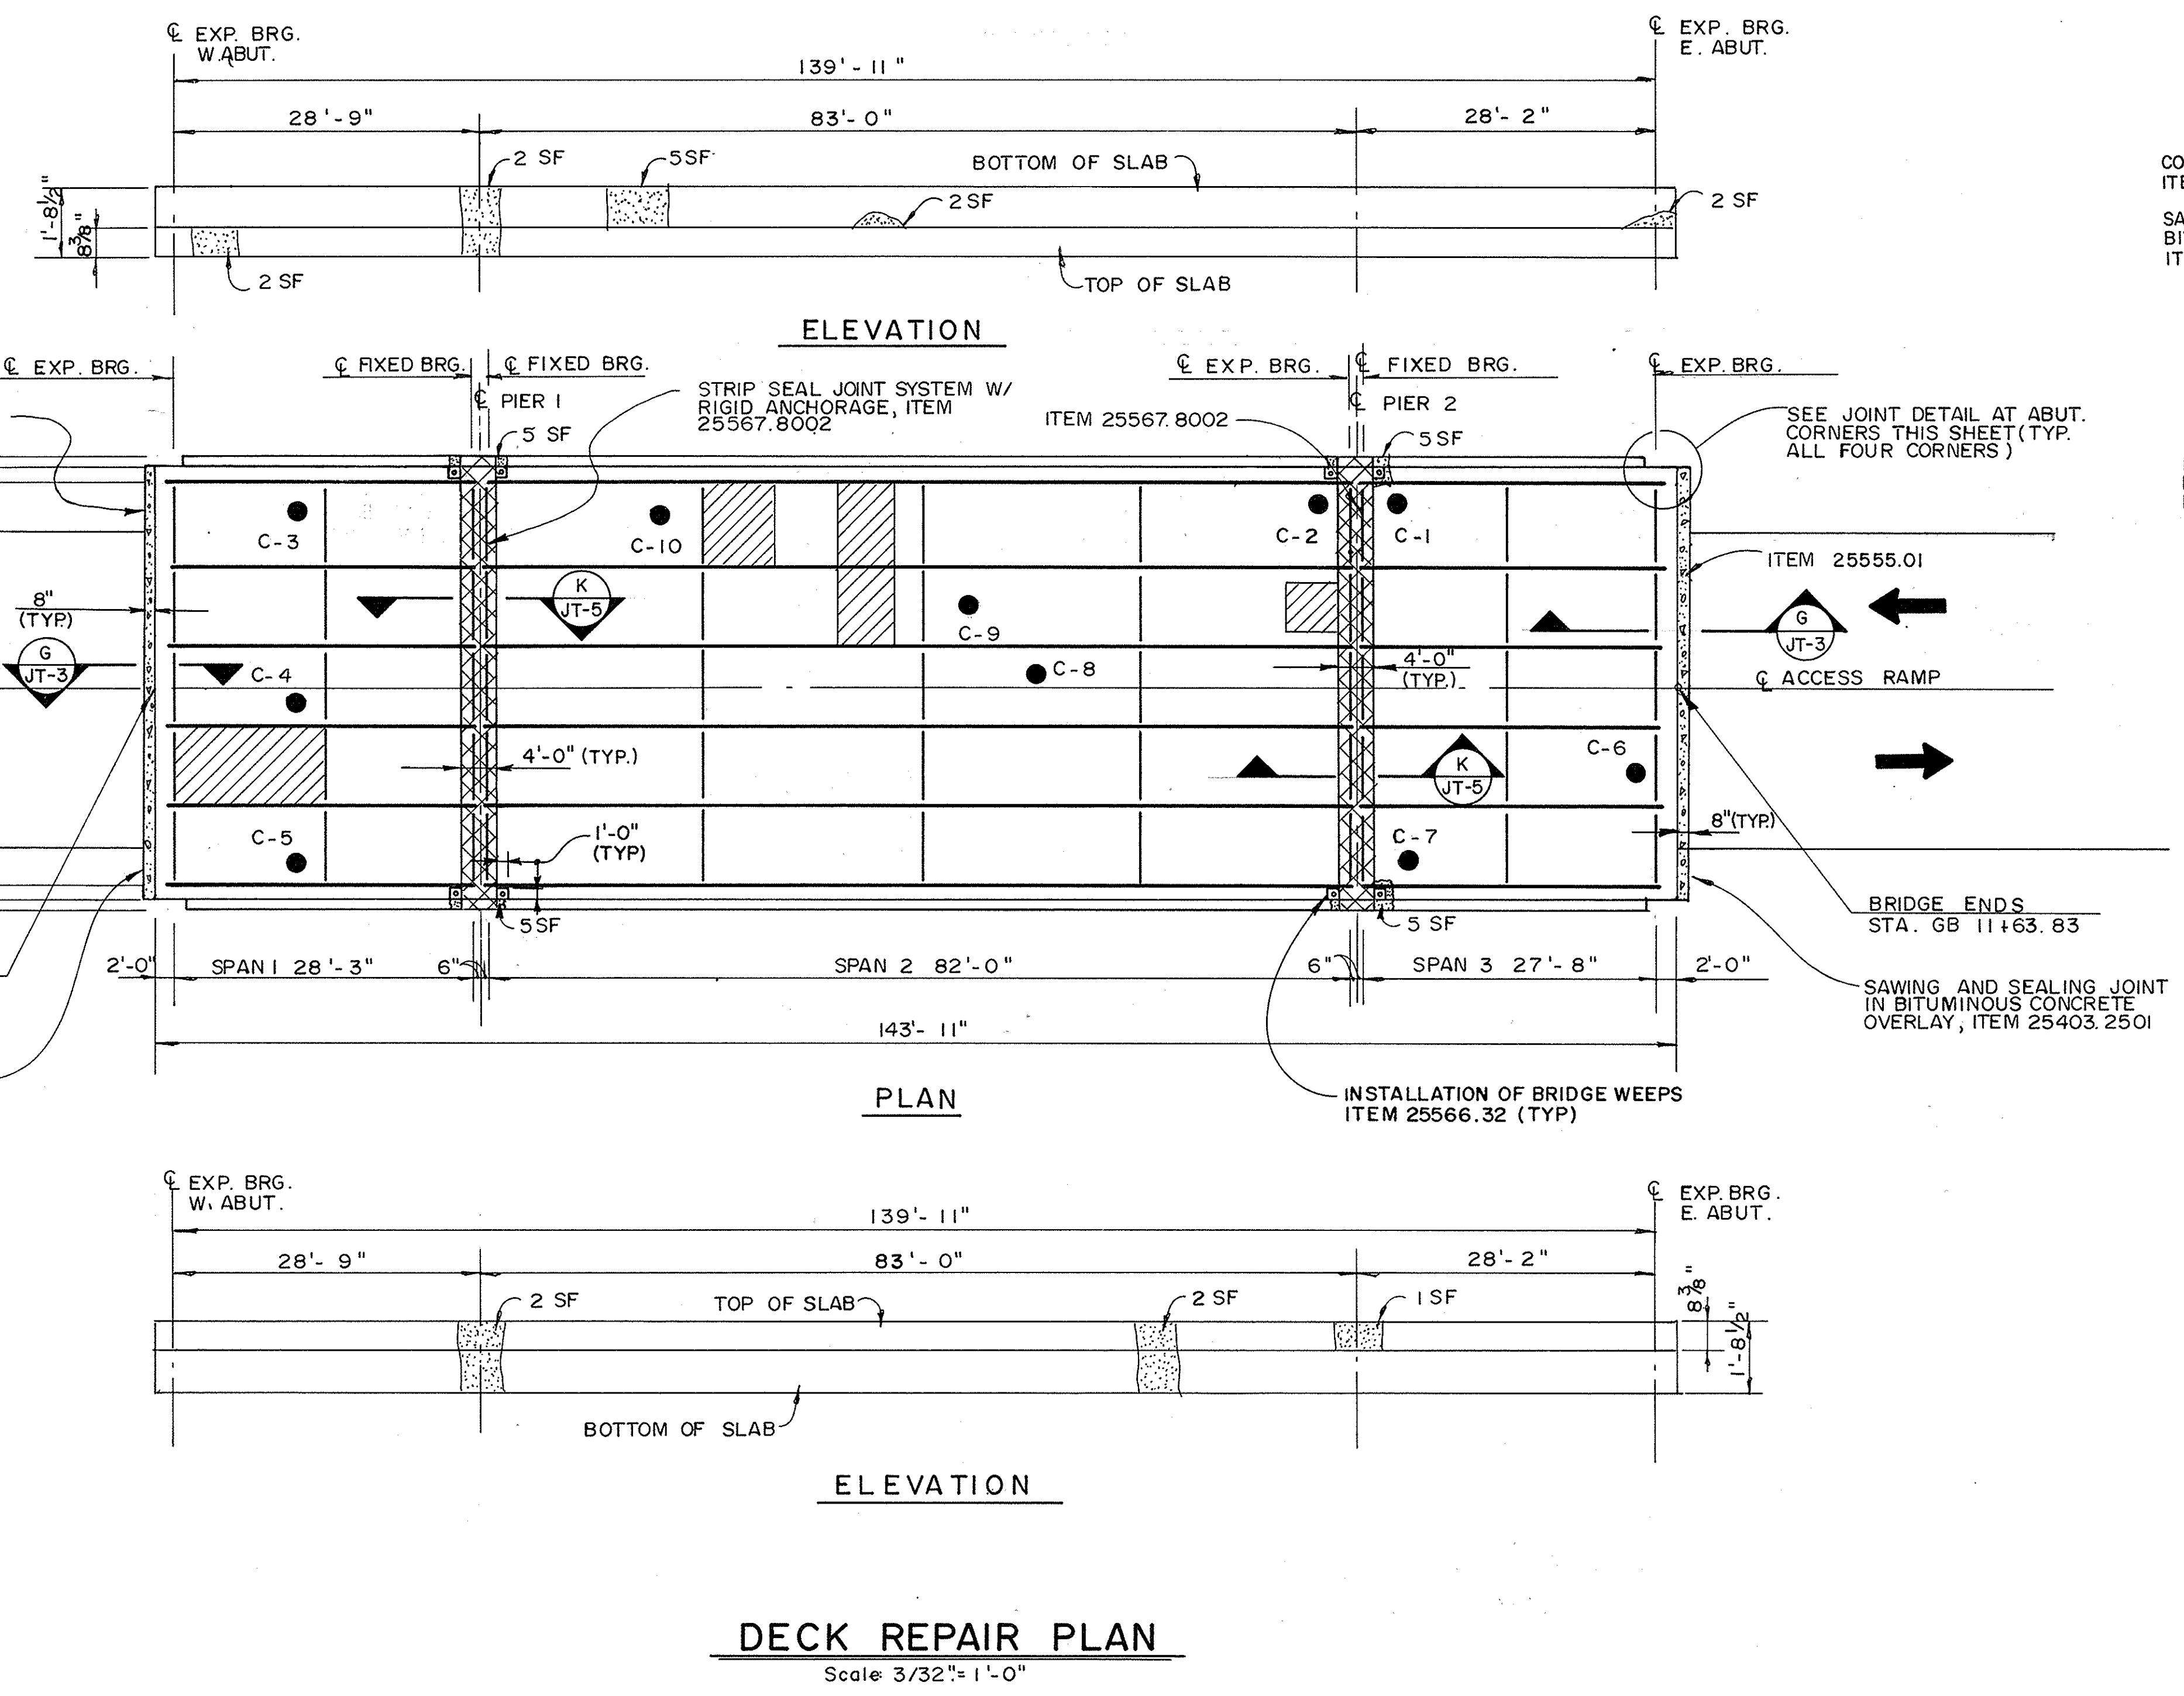 ℄ EXP. BRG.
W. ABUT.
℄ EXP. BRG.
E. ABUT.
139'-11"
28'-9"
83'-0"
28'-2"
2 SF
5 SF
BOTTOM OF SLAB
2 SF
2 SF
1'-8½"
8⅜"
2 SF
TOP OF SLAB
ELEVATION
℄ EXP. BRG.
℄ FIXED BRG.
℄ FIXED BRG.
℄ PIER 1
STRIP SEAL JOINT SYSTEM W/
RIGID ANCHORAGE, ITEM
25567.8002
℄ EXP. BRG.
℄ FIXED BRG.
℄ PIER 2
℄ EXP. BRG.
5 SF
ITEM 25567.8002
5 SF
SEE JOINT DETAIL AT ABUT.
CORNERS THIS SHEET (TYP.
ALL FOUR CORNERS)
C-3
C-10
C-2
C-1
ITEM 25555.01
8"
(TYP.)
K
JT-5
C-9
G
JT-3
G
JT-3
C-4
C-8
4'-0"
(TYP.)
℄ ACCESS RAMP
4'-0" (TYP.)
K
JT-5
C-6
C-5
1'-0"
(TYP)
C-7
8" (TYP.)
5 SF
5 SF
BRIDGE ENDS
STA. GB 11+63.83
2'-0"
SPAN 1 28'-3"
6"
SPAN 2 82'-0"
6"
SPAN 3 27'-8"
2'-0"
SAWING AND SEALING JOINT
IN BITUMINOUS CONCRETE
OVERLAY, ITEM 25403.2501
143'-11"
PLAN
INSTALLATION OF BRIDGE WEEPS
ITEM 25566.32 (TYP)
℄ EXP. BRG.
W. ABUT.
℄ EXP. BRG.
E. ABUT.
139'-11"
28'-9"
83'-0"
28'-2"
2 SF
TOP OF SLAB
2 SF
1 SF
8⅜"
1'-8½"
BOTTOM OF SLAB
ELEVATION
DECK REPAIR PLAN
Scale: 3/32"= 1'-0"